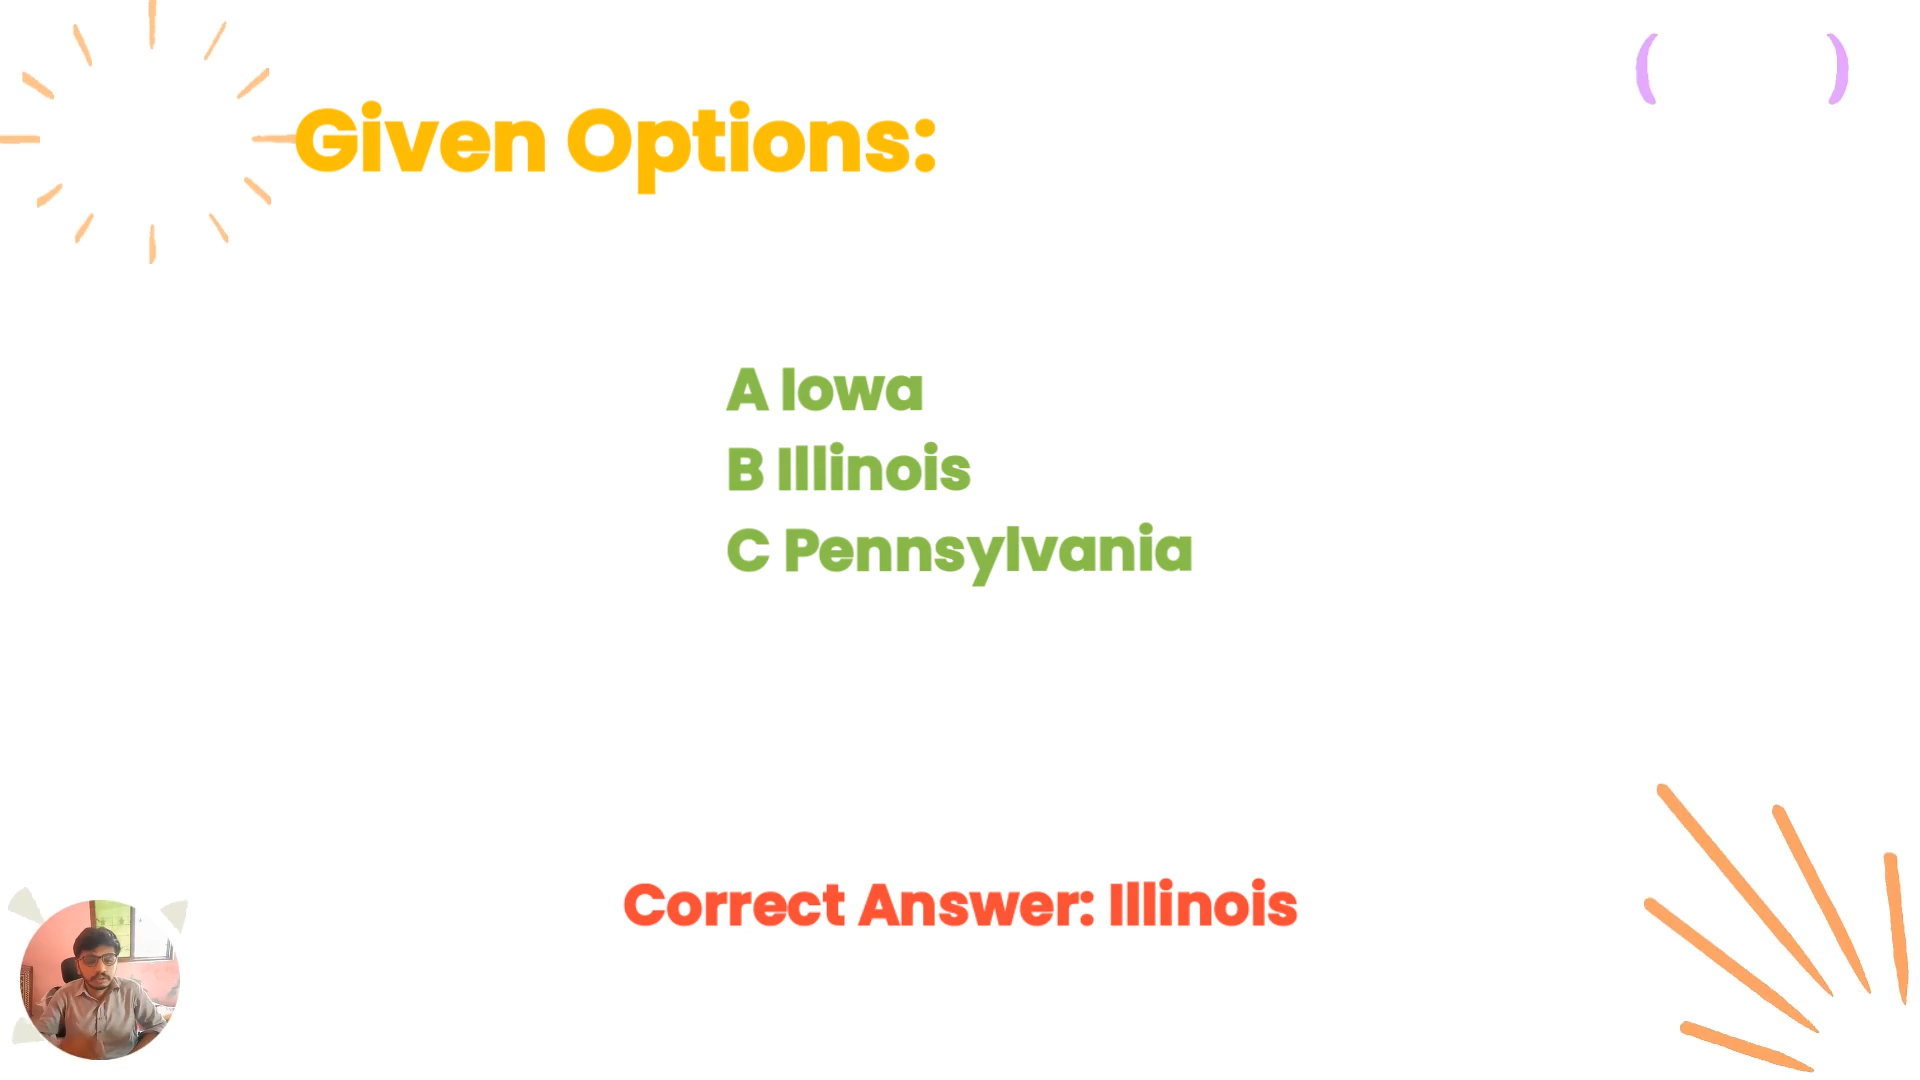 Given Options:
A Iowa
B Illinois
C Pennsylvania
Correct Answer: Illinois